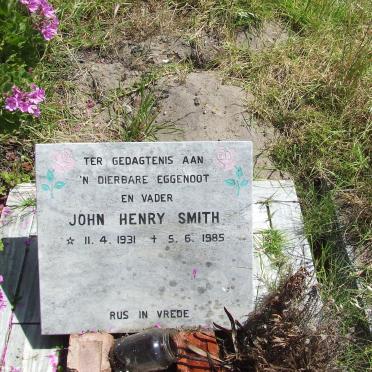 TER GEDAGTENIS AAN
'N DIERBARE EGGENOOT
EN VADER
JOHN HENRY SMITH
☆ 11. 4. 1931 ✝ 5. 6. 1985
RUS IN VREDE